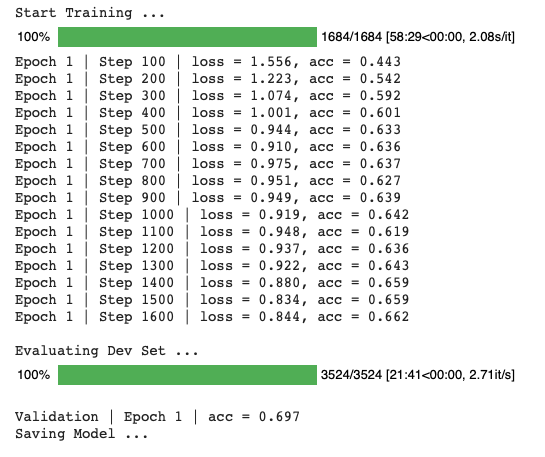 Start Training ...
100% 1684/1684 [58:29<00:00, 2.08s/it]
Epoch 1 | Step 100 | loss = 1.556, acc = 0.443
Epoch 1 | Step 200 | loss = 1.223, acc = 0.542
Epoch 1 | Step 300 | loss = 1.074, acc = 0.592
Epoch 1 | Step 400 | loss = 1.001, acc = 0.601
Epoch 1 | Step 500 | loss = 0.944, acc = 0.633
Epoch 1 | Step 600 | loss = 0.910, acc = 0.636
Epoch 1 | Step 700 | loss = 0.975, acc = 0.637
Epoch 1 | Step 800 | loss = 0.951, acc = 0.627
Epoch 1 | Step 900 | loss = 0.949, acc = 0.639
Epoch 1 | Step 1000 | loss = 0.919, acc = 0.642
Epoch 1 | Step 1100 | loss = 0.948, acc = 0.619
Epoch 1 | Step 1200 | loss = 0.937, acc = 0.636
Epoch 1 | Step 1300 | loss = 0.922, acc = 0.643
Epoch 1 | Step 1400 | loss = 0.880, acc = 0.659
Epoch 1 | Step 1500 | loss = 0.834, acc = 0.659
Epoch 1 | Step 1600 | loss = 0.844, acc = 0.662
Evaluating Dev Set ...
100% 3524/3524 [21:41<00:00, 2.71it/s]
Validation | Epoch 1 | acc = 0.697
Saving Model ...